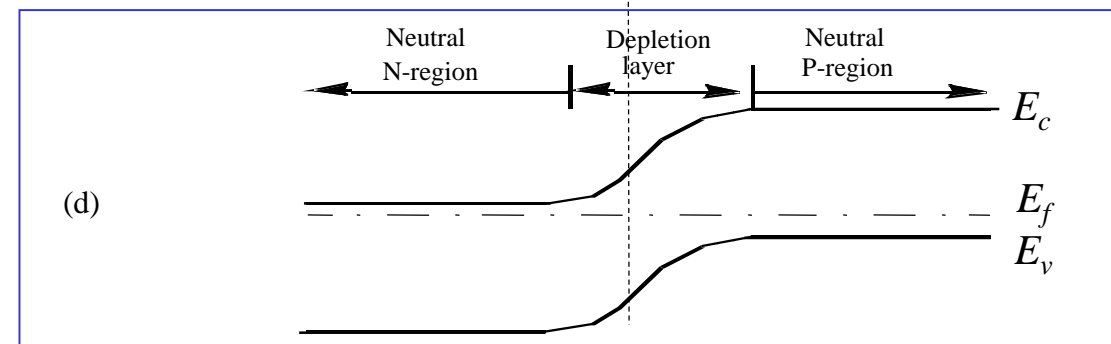 Neutral
N-region
Depletion
layer
Neutral
P-region
E_c
(d)
E_f
E_v